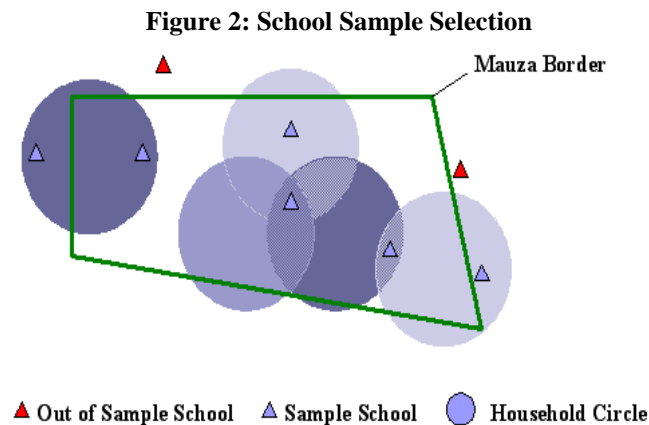 Figure 2: School Sample Selection
Mauza Border
Out of Sample School
Sample School
Household Circle